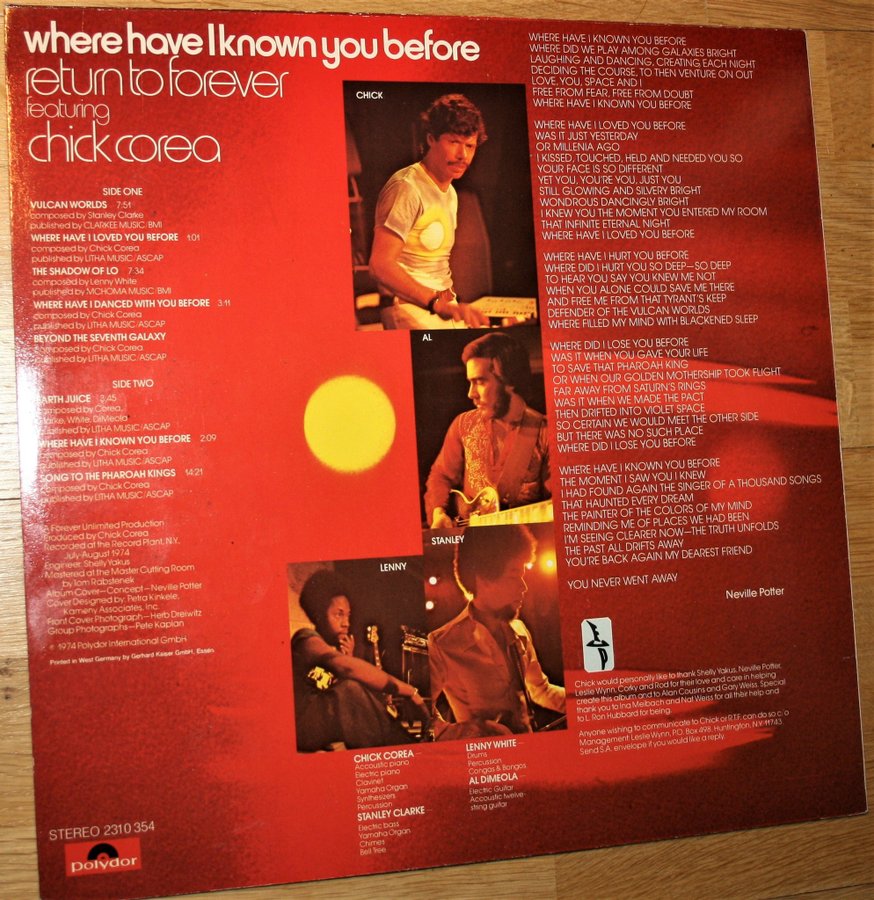 where have I known you before
return to forever
featuring
chick corea
SIDE ONE
VULCAN WORLDS 7:51
composed by Stanley Clarke
published by CLARKEE MUSIC/BMI
WHERE HAVE I LOVED YOU BEFORE 1:01
composed by Chick Corea
published by LITHA MUSIC/ASCAP
THE SHADOW OF LO 7:34
composed by Lenny White
published by MCHOMA MUSIC/BMI
WHERE HAVE I DANCED WITH YOU BEFORE 3:11
composed by Chick Corea
published by LITHA MUSIC/ASCAP
BEYOND THE SEVENTH GALAXY
composed by Chick Corea
published by LITHA MUSIC/ASCAP
SIDE TWO
EARTH JUICE 3:45
composed by Corea,
Clarke, White, DiMeola
published by LITHA MUSIC/ASCAP
WHERE HAVE I KNOWN YOU BEFORE 2:09
composed by Chick Corea
published by LITHA MUSIC/ASCAP
SONG TO THE PHAROAH KINGS 14:21
composed by Chick Corea
published by LITHA MUSIC/ASCAP
A Forever Unlimited Production
Produced by Chick Corea
Recorded at the Record Plant, N.Y.
July-August 1974
Engineer: Shelly Yakus
Mastered at the Master Cutting Room
by Tom Rabstenek
Album Cover—Concept—Neville Potter
Cover Designed by: Petra Kinkele,
Kameny Associates, Inc.
Front Cover Photograph—Herb Dreiwitz
Group Photographs—Pete Kaplan
℗ 1974 Polydor International GmbH
Printed in West Germany by Gerhard Kaiser GmbH, Essen
STEREO 2310 354
polydor
CHICK
AL
STANLEY
LENNY
CHICK COREA—
Accoustic piano
Electric piano
Clavinet
Yamaha Organ
Synthesizers
Percussion
STANLEY CLARKE
Electric bass
Yamaha Organ
Chimes
Bell Tree
LENNY WHITE—
Drums
Percussion
Congas & Bongos
AL DiMEOLA—
Electric Guitar
Accoustic twelve-
string guitar
WHERE HAVE I KNOWN YOU BEFORE
WHERE DID WE PLAY AMONG GALAXIES BRIGHT
LAUGHING AND DANCING, CREATING EACH NIGHT
DECIDING THE COURSE, TO THEN VENTURE ON OUT
LOVE, YOU, SPACE AND I
FREE FROM FEAR, FREE FROM DOUBT
WHERE HAVE I KNOWN YOU BEFORE
WHERE HAVE I LOVED YOU BEFORE
WAS IT JUST YESTERDAY
OR MILLENIA AGO
I KISSED, TOUCHED, HELD AND NEEDED YOU SO
YOUR FACE IS SO DIFFERENT
YET YOU, YOU'RE YOU, JUST YOU
STILL GLOWING AND SILVERY BRIGHT
WONDROUS DANCINGLY BRIGHT
I KNEW YOU THE MOMENT YOU ENTERED MY ROOM
THAT INFINITE ETERNAL NIGHT
WHERE HAVE I LOVED YOU BEFORE
WHERE HAVE I HURT YOU BEFORE
WHERE DID I HURT YOU SO DEEP—SO DEEP
TO HEAR YOU SAY YOU KNEW ME NOT
WHEN YOU ALONE COULD SAVE ME THERE
AND FREE ME FROM THAT TYRANT'S KEEP
DEFENDER OF THE VULCAN WORLDS
WHERE FILLED MY MIND WITH BLACKENED SLEEP
WHERE DID I LOSE YOU BEFORE
WAS IT WHEN YOU GAVE YOUR LIFE
TO SAVE THAT PHAROAH KING
OR WHEN OUR GOLDEN MOTHERSHIP TOOK FLIGHT
FAR AWAY FROM SATURN'S RINGS
WAS IT WHEN WE MADE THE PACT
THEN DRIFTED INTO VIOLET SPACE
SO CERTAIN WE WOULD MEET THE OTHER SIDE
BUT THERE WAS NO SUCH PLACE
WHERE DID I LOSE YOU BEFORE
WHERE HAVE I KNOWN YOU BEFORE
THE MOMENT I SAW YOU I KNEW
I HAD FOUND AGAIN THE SINGER OF A THOUSAND SONGS
THAT HAUNTED EVERY DREAM
THE PAINTER OF THE COLORS OF MY MIND
REMINDING ME OF PLACES WE HAD BEEN
I'M SEEING CLEARER NOW—THE TRUTH UNFOLDS
THE PAST ALL DRIFTS AWAY
YOU'RE BACK AGAIN MY DEAREST FRIEND
YOU NEVER WENT AWAY
Neville Potter
Chick would personally like to thank Shelly Yakus, Neville Potter,
Leslie Wynn, Corky and Rod for their love and care in helping
create this album and to Alan Cousins and Gary Weiss. Special
thank you to Ina Meibach and Nat Weiss for all their help and
to L. Ron Hubbard for being.
Anyone wishing to communicate to Chick or R.T.F. can do so c/o
Management: Leslie Wynn, P.O. Box 498, Huntington, N.Y. 11743
Send S.A. envelope if you would like a reply.